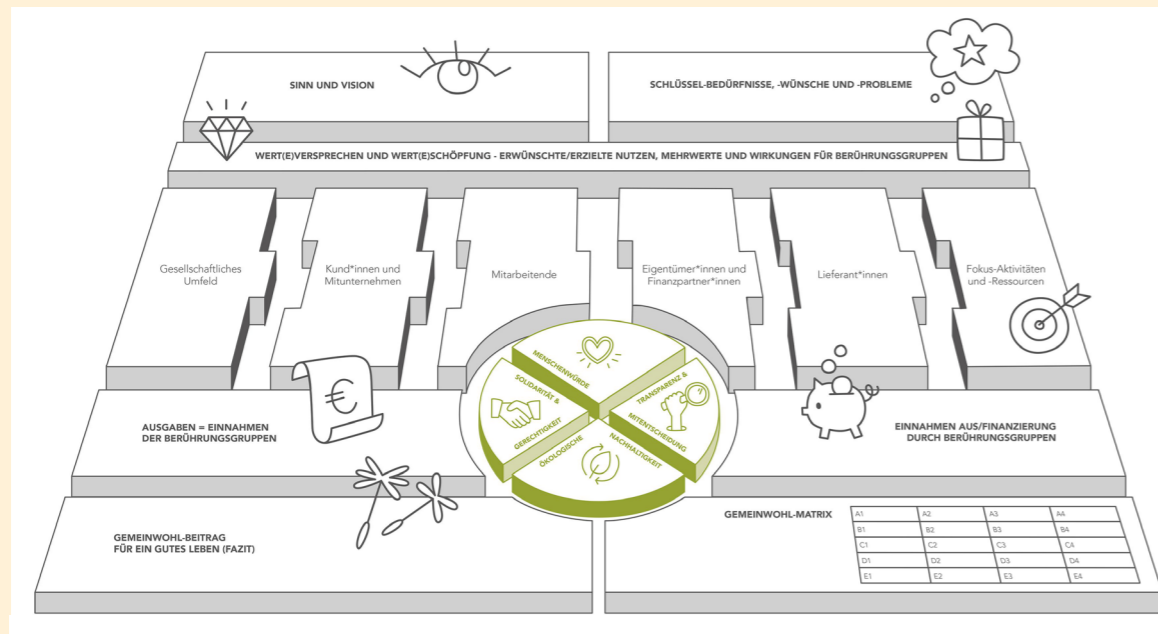 SINN UND VISION
SCHLÜSSEL-BEDÜRFNISSE, -WÜNSCHE UND -PROBLEME
WERT(E)VERSPRECHEN UND WERT(E)SCHÖPFUNG - ERWÜNSCHTE/ERZIELTE NUTZEN, MEHRWERTE UND WIRKUNGEN FÜR BERÜHRUNGSGRUPPEN
Gesellschaftliches
Umfeld
Kund*innen und
Mitunternehmen
Mitarbeitende
Eigentümer*innen und
Finanzpartner*innen
Lieferant*innen
Fokus-Aktivitäten
und -Ressourcen
MENSCHENWÜRDE
SOLIDARITÄT &
GERECHTIGKEIT
TRANSPARENZ &
MITENTSCHEIDUNG
ÖKOLOGISCHE
NACHHALTIGKEIT
€
AUSGABEN = EINNAHMEN
DER BERÜHRUNGSGRUPPEN
EINNAHMEN AUS/FINANZIERUNG
DURCH BERÜHRUNGSGRUPPEN
GEMEINWOHL-BEITRAG
FÜR EIN GUTES LEBEN (FAZIT)
GEMEINWOHL-MATRIX
A1 A2 A3 A4
B1 B2 B3 B4
C1 C2 C3 C4
D1 D2 D3 D4
E1 E2 E3 E4